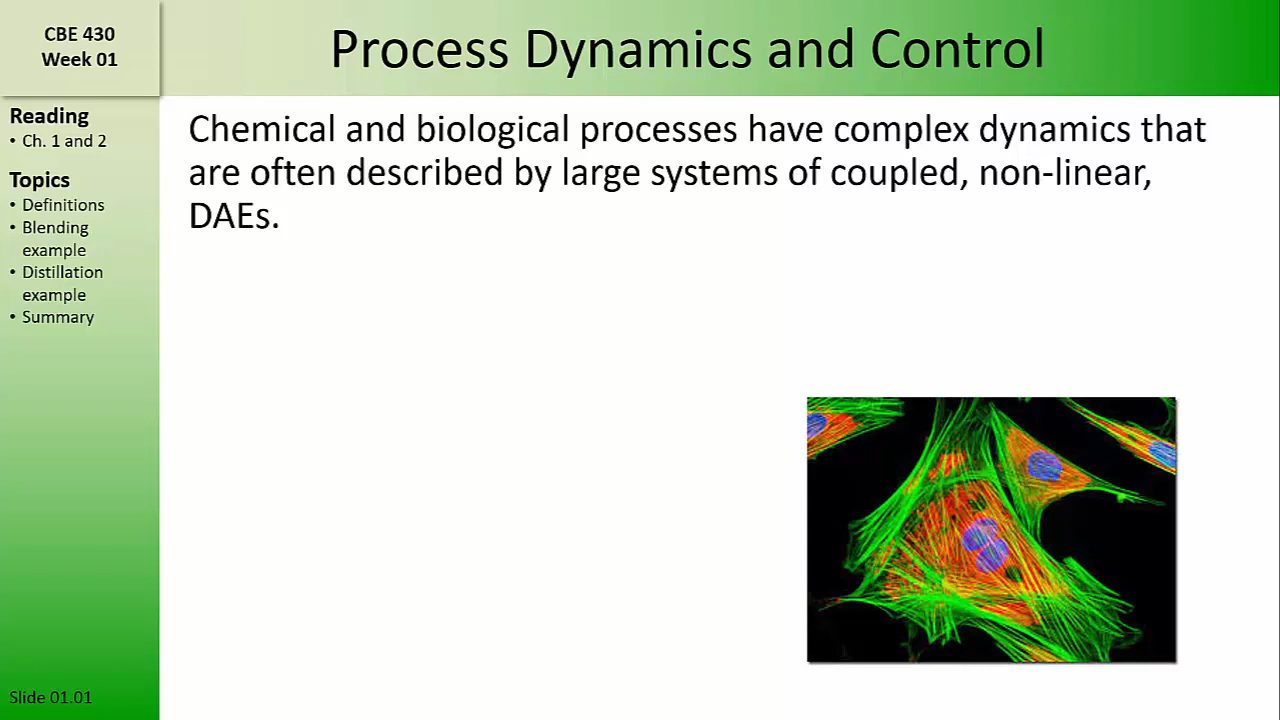 CBE 430
Week 01
Process Dynamics and Control
Reading
• Ch. 1 and 2
Topics
• Definitions
• Blending
example
• Distillation
example
• Summary
Slide 01.01
Chemical and biological processes have complex dynamics that
are often described by large systems of coupled, non-linear,
DAEs.